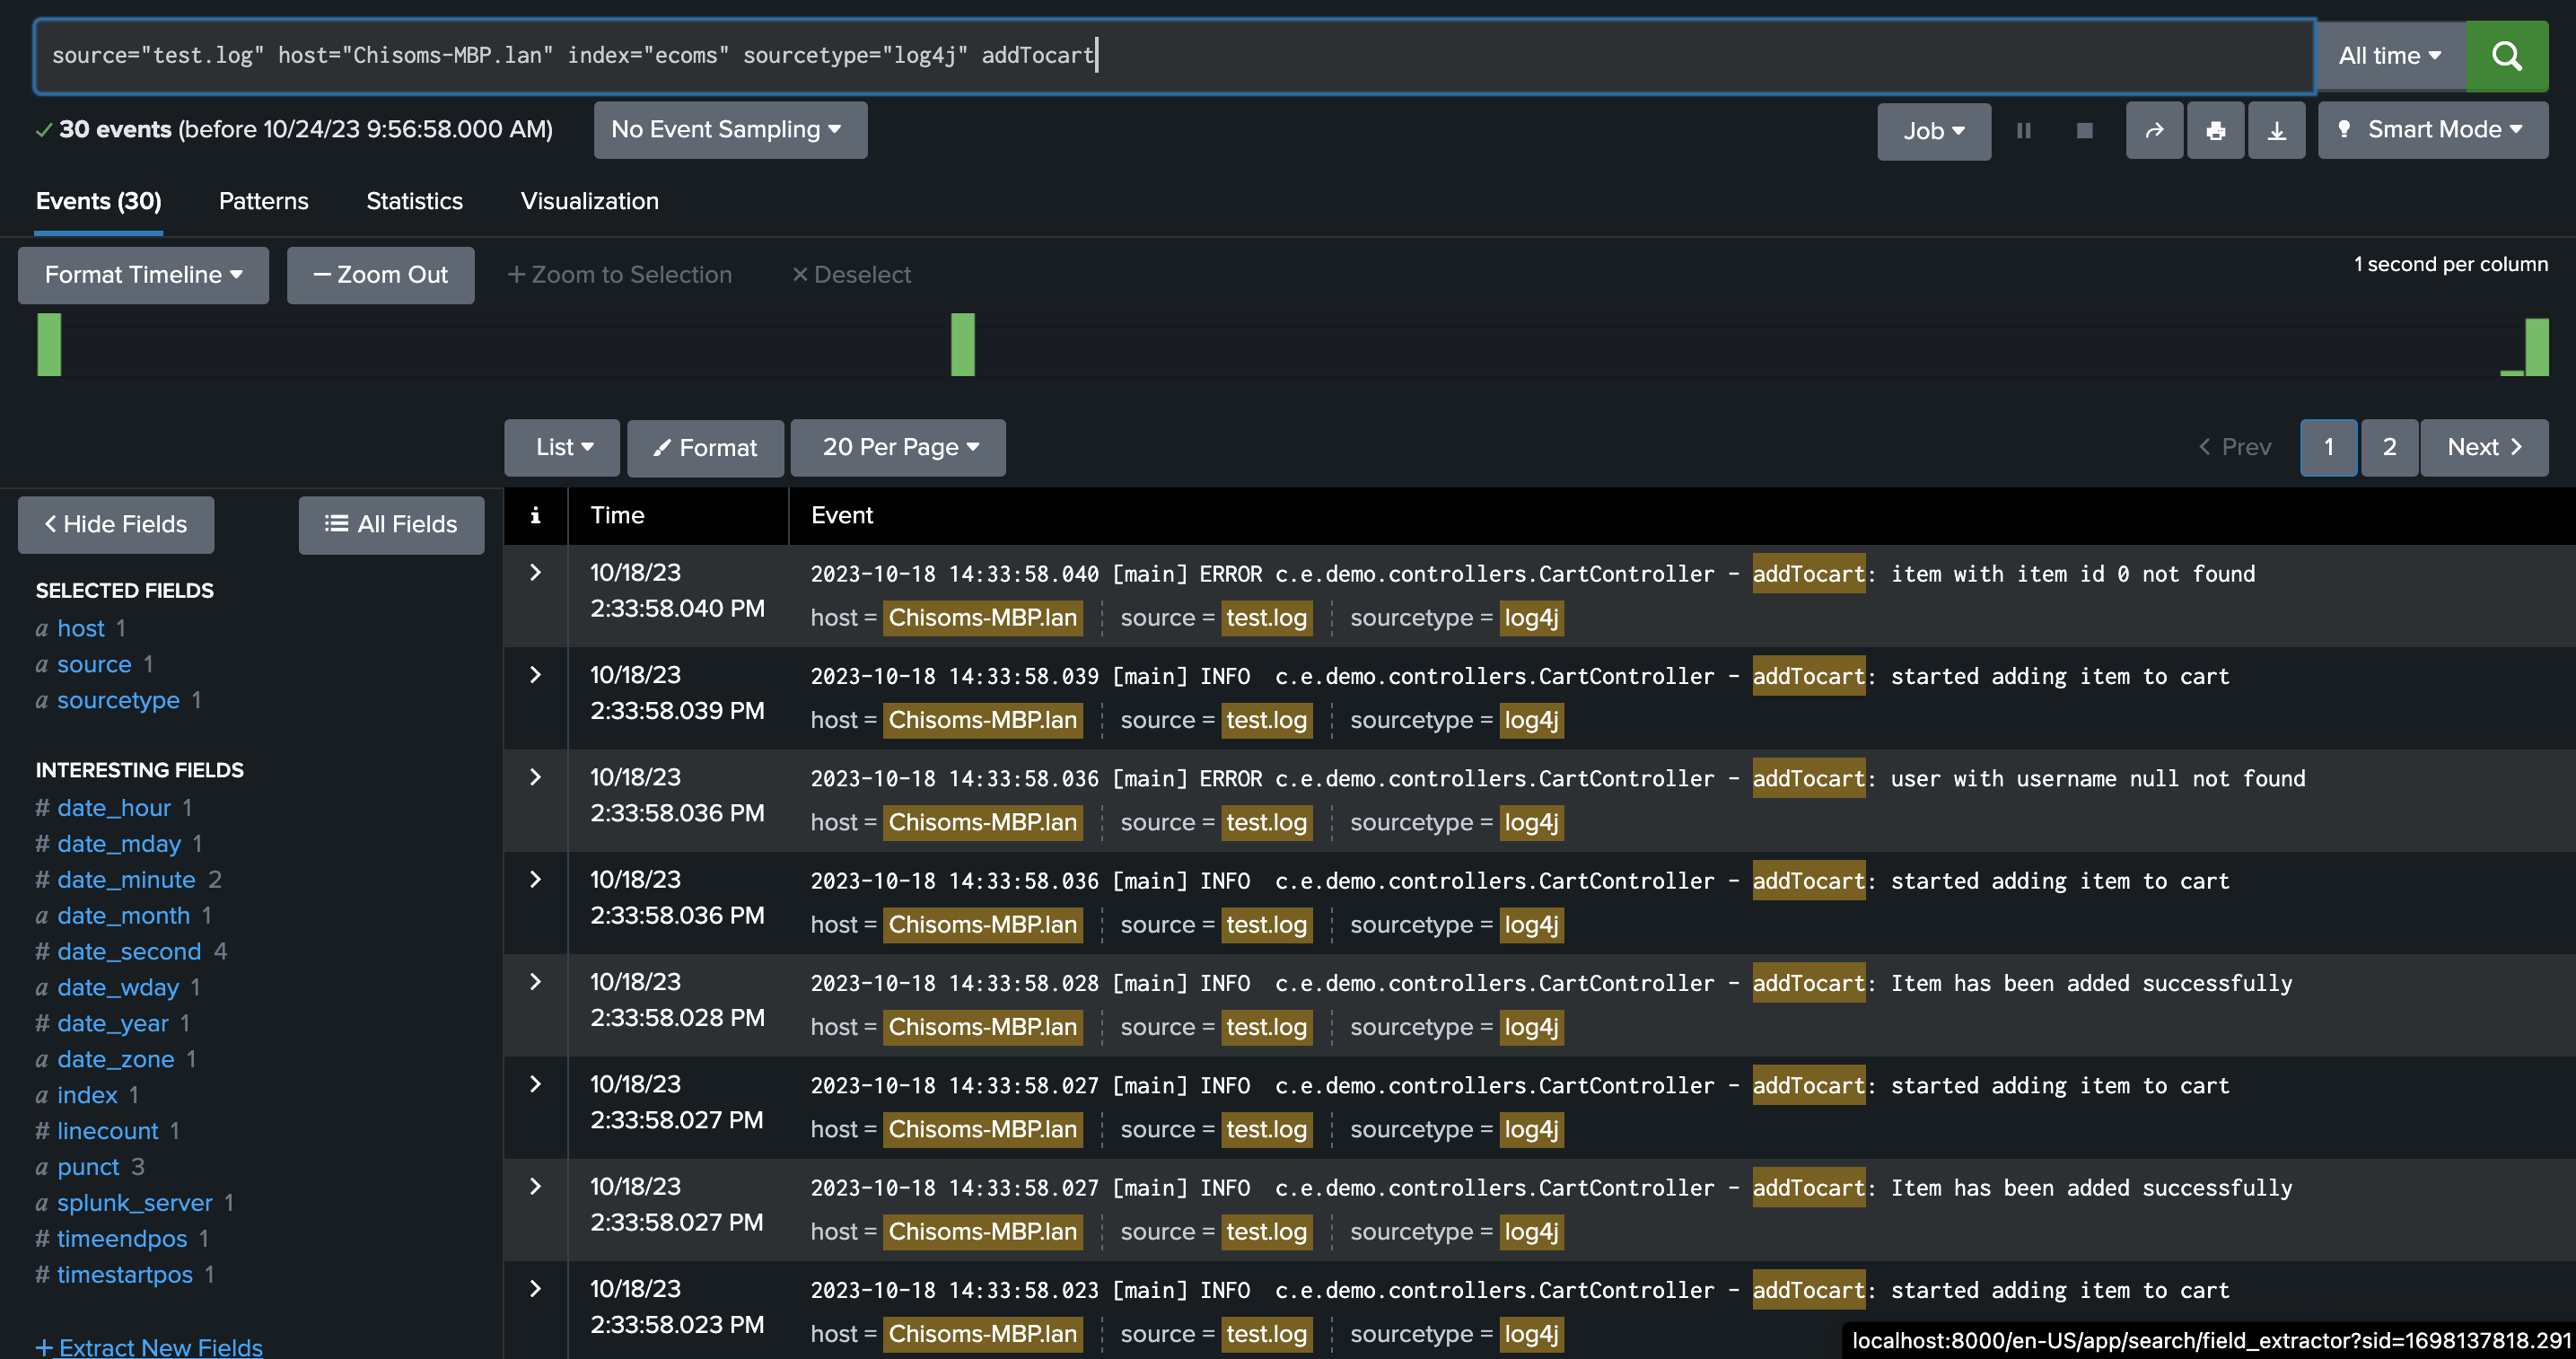 source="test.log" host="Chisoms-MBP.lan" index="ecoms" sourcetype="log4j" addTocart
All time
30 events (before 10/24/23 9:56:58.000 AM)
No Event Sampling
Job
Smart Mode
Events (30) Patterns Statistics Visualization
Format Timeline
Zoom Out
Zoom to Selection
Deselect
1 second per column
List
Format
20 Per Page
Prev 1 2 Next
Hide Fields
All Fields
SELECTED FIELDS
a host 1
a source 1
a sourcetype 1
INTERESTING FIELDS
# date_hour 1
# date_mday 1
# date_minute 2
a date_month 1
# date_second 4
a date_wday 1
# date_year 1
a date_zone 1
a index 1
# linecount 1
a punct 3
a splunk_server 1
# timeendpos 1
# timestartpos 1
+ Extract New Fields
i Time Event
10/18/23
2:33:58.040 PM
2023-10-18 14:33:58.040 [main] ERROR c.e.demo.controllers.CartController - addTocart: item with item id 0 not found
host = Chisoms-MBP.lan source = test.log sourcetype = log4j
10/18/23
2:33:58.039 PM
2023-10-18 14:33:58.039 [main] INFO  c.e.demo.controllers.CartController - addTocart: started adding item to cart
host = Chisoms-MBP.lan source = test.log sourcetype = log4j
10/18/23
2:33:58.036 PM
2023-10-18 14:33:58.036 [main] ERROR c.e.demo.controllers.CartController - addTocart: user with username null not found
host = Chisoms-MBP.lan source = test.log sourcetype = log4j
10/18/23
2:33:58.036 PM
2023-10-18 14:33:58.036 [main] INFO  c.e.demo.controllers.CartController - addTocart: started adding item to cart
host = Chisoms-MBP.lan source = test.log sourcetype = log4j
10/18/23
2:33:58.028 PM
2023-10-18 14:33:58.028 [main] INFO  c.e.demo.controllers.CartController - addTocart: Item has been added successfully
host = Chisoms-MBP.lan source = test.log sourcetype = log4j
10/18/23
2:33:58.027 PM
2023-10-18 14:33:58.027 [main] INFO  c.e.demo.controllers.CartController - addTocart: started adding item to cart
host = Chisoms-MBP.lan source = test.log sourcetype = log4j
10/18/23
2:33:58.027 PM
2023-10-18 14:33:58.027 [main] INFO  c.e.demo.controllers.CartController - addTocart: Item has been added successfully
host = Chisoms-MBP.lan source = test.log sourcetype = log4j
10/18/23
2:33:58.023 PM
2023-10-18 14:33:58.023 [main] INFO  c.e.demo.controllers.CartController - addTocart: started adding item to cart
host = Chisoms-MBP.lan source = test.log sourcetype = log4j
localhost:8000/en-US/app/search/field_extractor?sid=1698137818.291